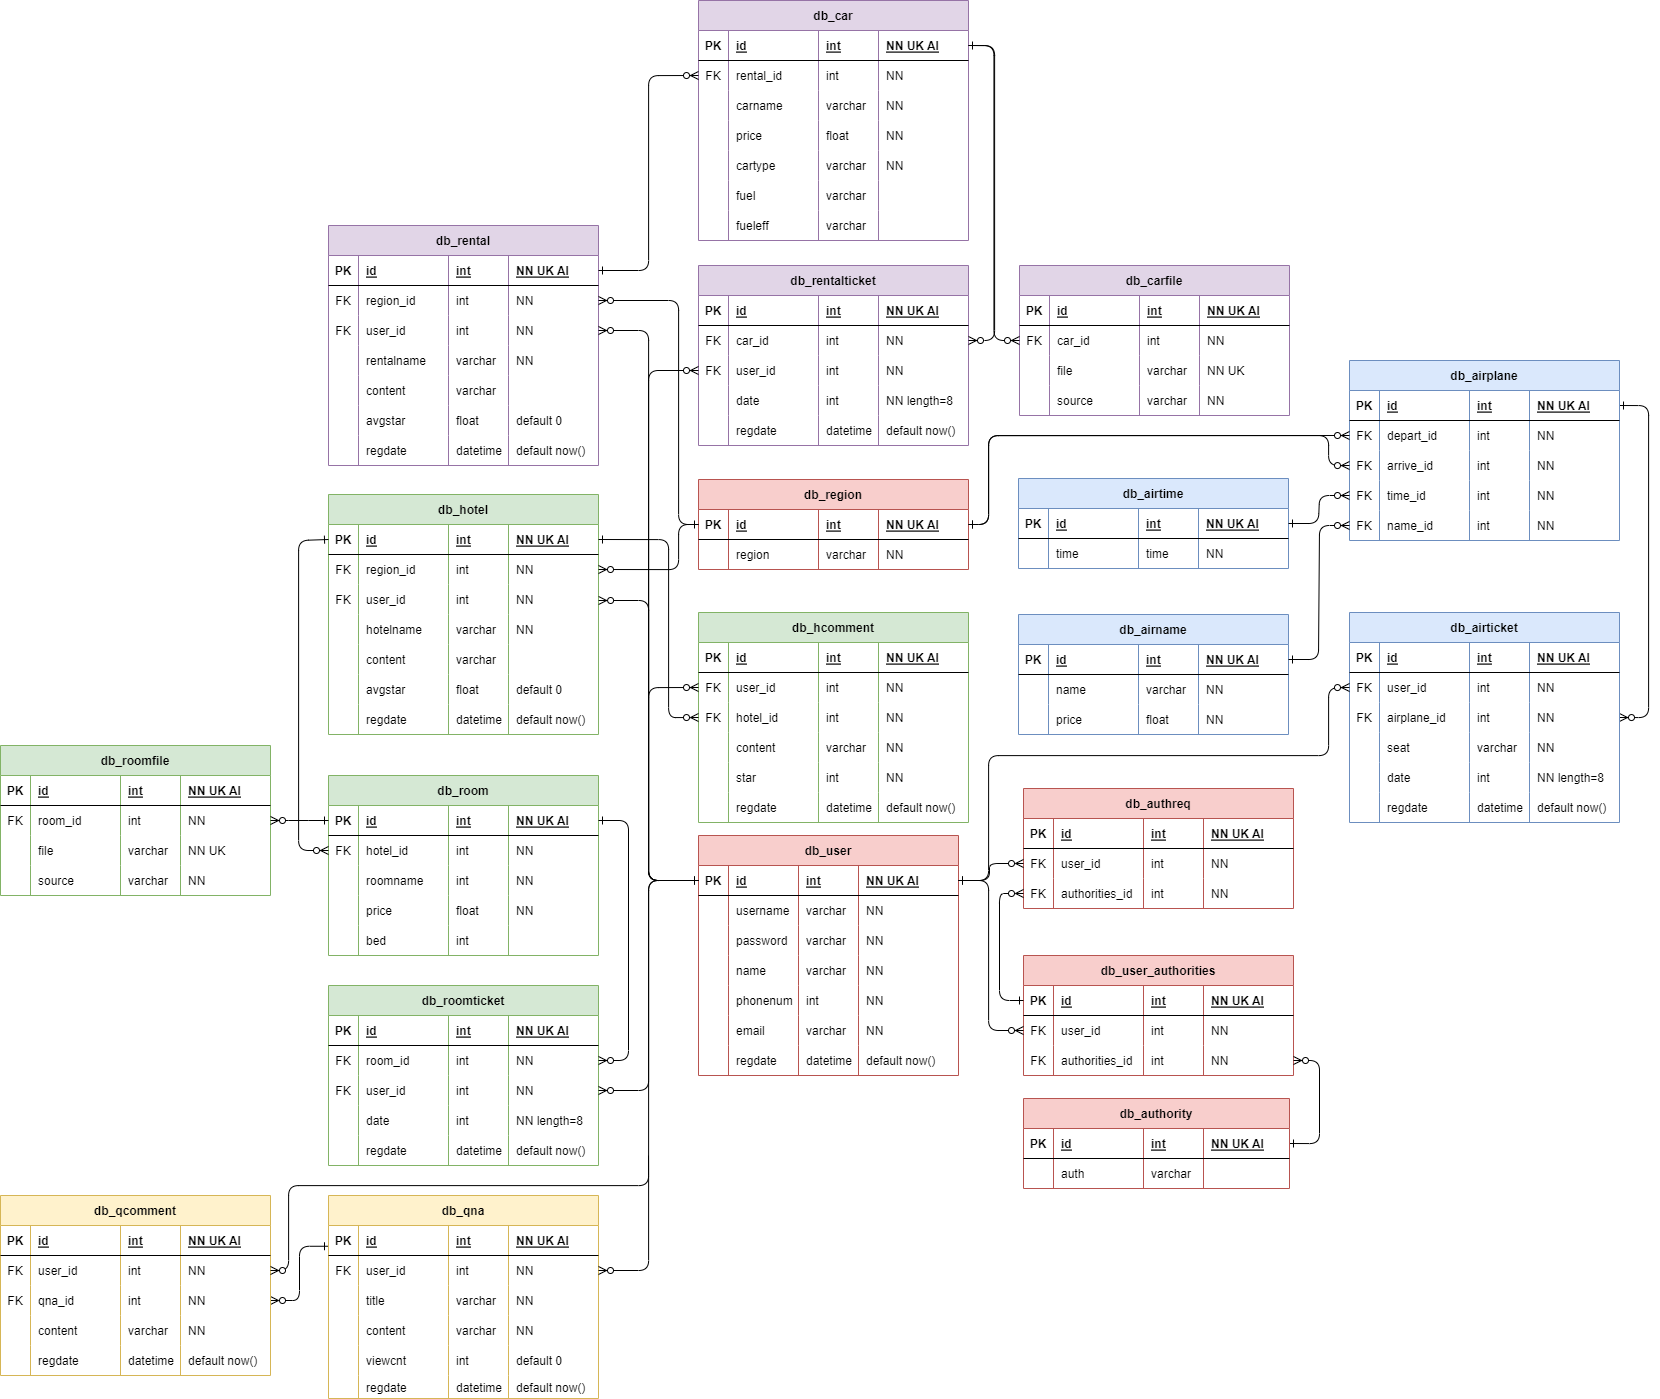 db_car
PK id int NN UK AI
FK rental_id int NN
carname varchar NN
price float NN
cartype varchar NN
fuel varchar
fueleff varchar
db_rental
PK id int NN UK AI
FK region_id int NN
FK user_id int NN
rentalname varchar NN
content varchar
avgstar float default 0
regdate datetime default now()
db_rentalticket
PK id int NN UK AI
FK car_id int NN
FK user_id int NN
date int NN length=8
regdate datetime default now()
db_carfile
PK id int NN UK AI
FK car_id int NN
file varchar NN UK
source varchar NN
db_airplane
PK id int NN UK AI
FK depart_id int NN
FK arrive_id int NN
FK time_id int NN
FK name_id int NN
db_hotel
PK id int NN UK AI
FK region_id int NN
FK user_id int NN
hotelname varchar NN
content varchar
avgstar float default 0
regdate datetime default now()
db_region
PK id int NN UK AI
region varchar NN
db_airtime
PK id int NN UK AI
time time NN
db_hcomment
PK id int NN UK AI
FK user_id int NN
FK hotel_id int NN
content varchar NN
star int NN
regdate datetime default now()
db_airname
PK id int NN UK AI
name varchar NN
price float NN
db_airticket
PK id int NN UK AI
FK user_id int NN
FK airplane_id int NN
seat varchar NN
date int NN length=8
regdate datetime default now()
db_roomfile
PK id int NN UK AI
FK room_id int NN
file varchar NN UK
source varchar NN
db_room
PK id int NN UK AI
FK hotel_id int NN
roomname int NN
price float NN
bed int
db_user
PK id int NN UK AI
username varchar NN
password varchar NN
name varchar NN
phonenum int NN
email varchar NN
regdate datetime default now()
db_authreq
PK id int NN UK AI
FK user_id int NN
FK authorities_id int NN
db_user_authorities
PK id int NN UK AI
FK user_id int NN
FK authorities_id int NN
db_roomticket
PK id int NN UK AI
FK room_id int NN
FK user_id int NN
date int NN length=8
regdate datetime default now()
db_authority
PK id int NN UK AI
auth varchar
db_qcomment
PK id int NN UK AI
FK user_id int NN
FK qna_id int NN
content varchar NN
regdate datetime default now()
db_qna
PK id int NN UK AI
FK user_id int NN
title varchar NN
content varchar NN
viewcnt int default 0
regdate datetime default now()